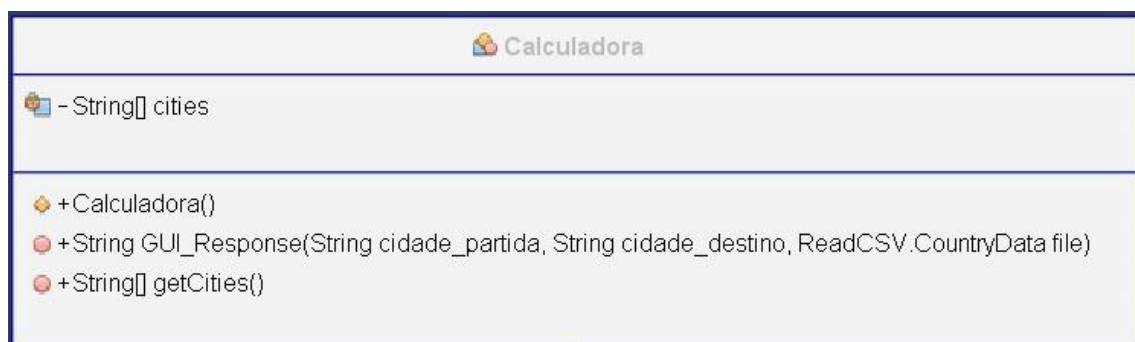 Calculadora
- String[] cities
+Calculadora()
+String GUI_Response(String cidade_partida, String cidade_destino, ReadCSV.CountryData file)
+String[] getCities()